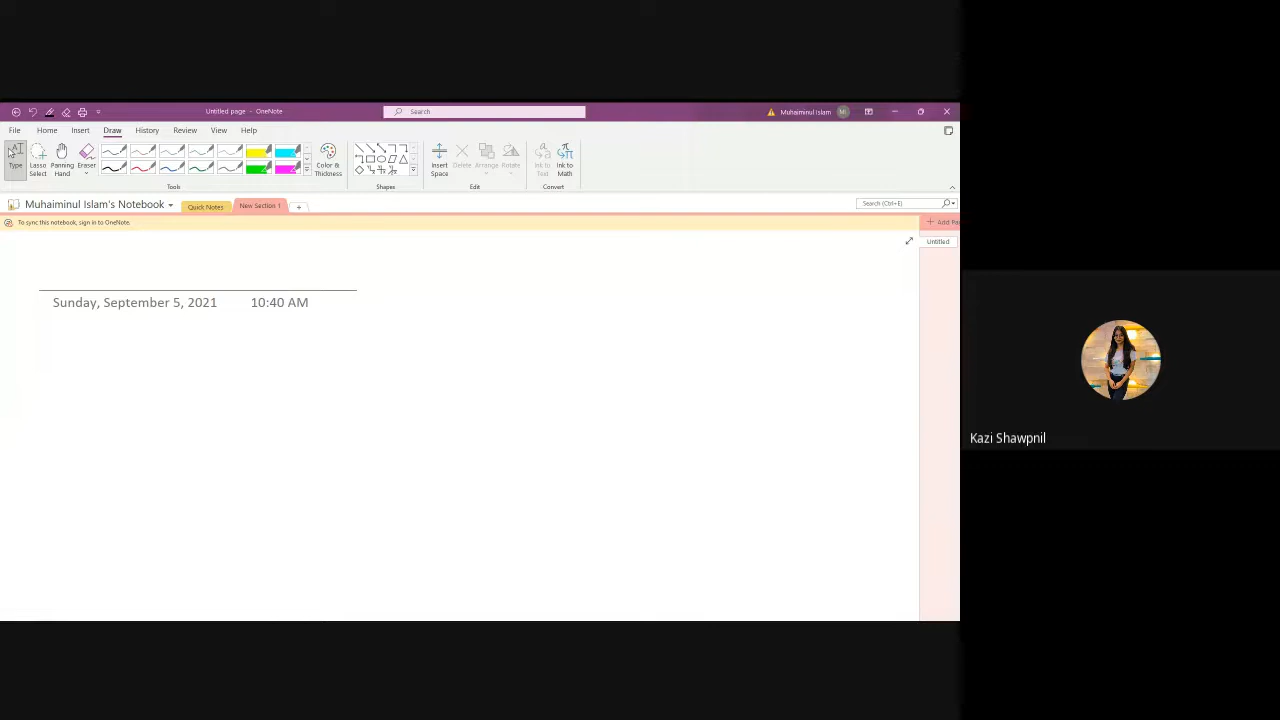 Untitled page - OneNote
Search
Muhaiminul Islam
MI
File Home Insert Draw History Review View Help
Type
Lasso Select
Panning Hand
Eraser
Color & Thickness
Insert Space
Delete
Arrange
Rotate
Ink to Text
Ink to Math
Tools
Shapes
Edit
Convert
Muhaiminul Islam's Notebook
Quick Notes
New Section 1
Search (Ctrl+E)
To sync this notebook, sign in to OneNote.
Add Pa
Untitled
Sunday, September 5, 2021 10:40 AM
Kazi Shawpnil